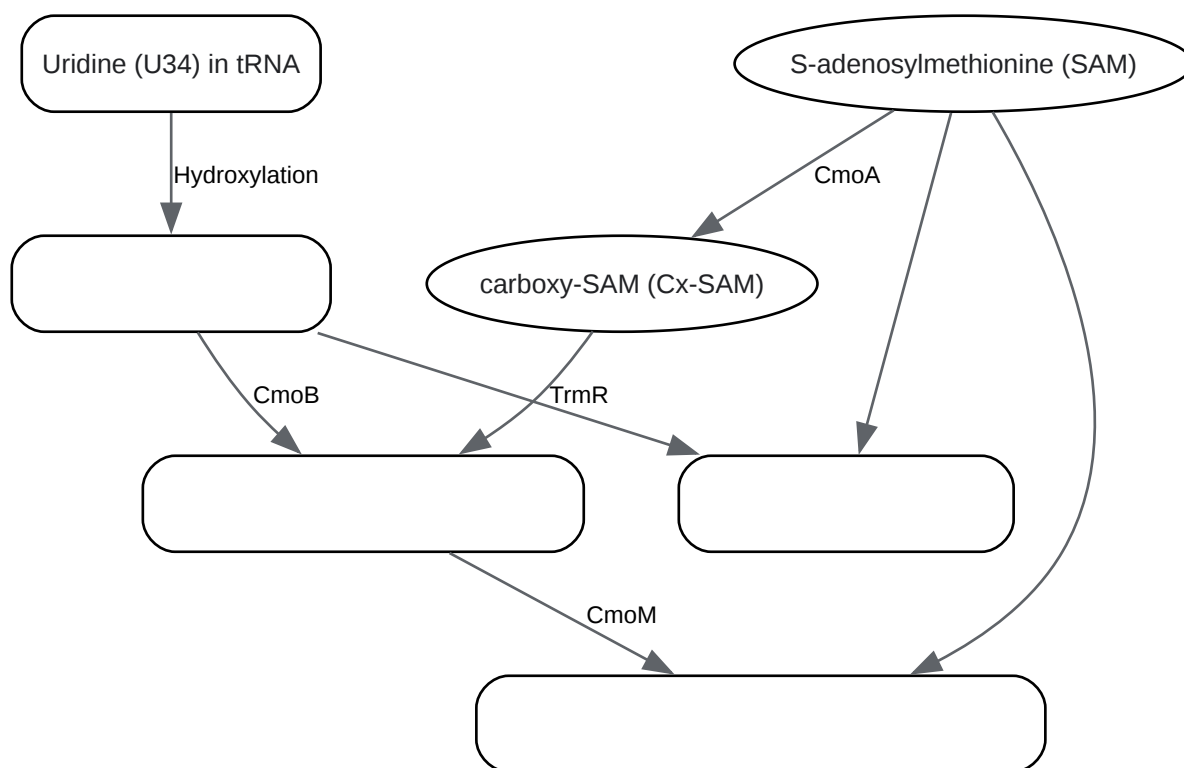 Uridine (U34) in tRNA
S-adenosylmethionine (SAM)
Hydroxylation
CmoA
carboxy-SAM (Cx-SAM)
CmoB
TrmR
CmoM